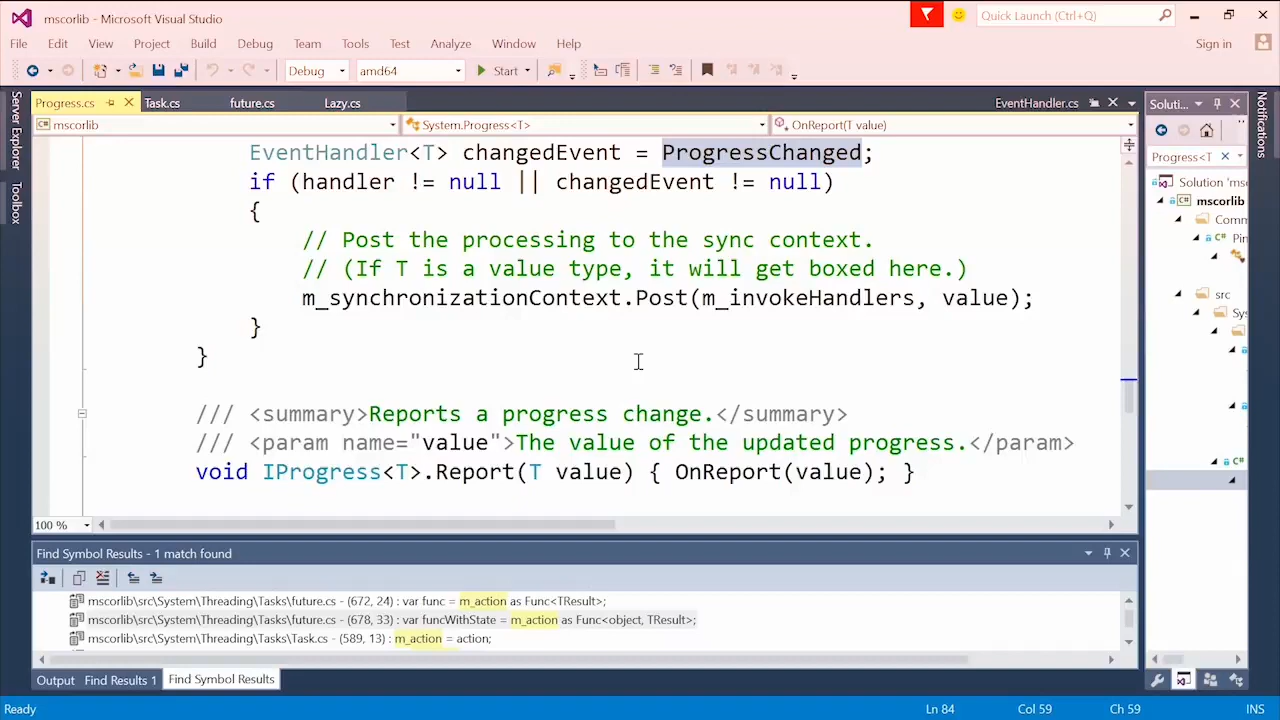 mscorlib - Microsoft Visual Studio
Quick Launch (Ctrl+Q)
File Edit View Project Build Debug Team Tools Test Analyze Window Help
Sign in
Debug amd64 Start
Progress.cs Task.cs future.cs Lazy.cs EventHandler.cs
mscorlib System.Progress<T> OnReport(T value)
EventHandler<T> changedEvent = ProgressChanged;
if (handler != null || changedEvent != null)
{
// Post the processing to the sync context.
// (If T is a value type, it will get boxed here.)
m_synchronizationContext.Post(m_invokeHandlers, value);
}
}
/// <summary>Reports a progress change.</summary>
/// <param name="value">The value of the updated progress.</param>
void IProgress<T>.Report(T value) { OnReport(value); }
100 %
Find Symbol Results - 1 match found
mscorlib\src\System\Threading\Tasks\future.cs - (672, 24) : var func = m_action as Func<TResult>;
mscorlib\src\System\Threading\Tasks\future.cs - (678, 33) : var funcWithState = m_action as Func<object, TResult>;
mscorlib\src\System\Threading\Tasks\Task.cs - (589, 13) : m_action = action;
Output Find Results 1 Find Symbol Results
Server Explorer
Toolbox
Soluti...
Progress<T
Solution 'ms
mscorlib
Comm
Pin
C#
src
Sys
C#
Notifications
Ready Ln 84 Col 59 Ch 59 INS